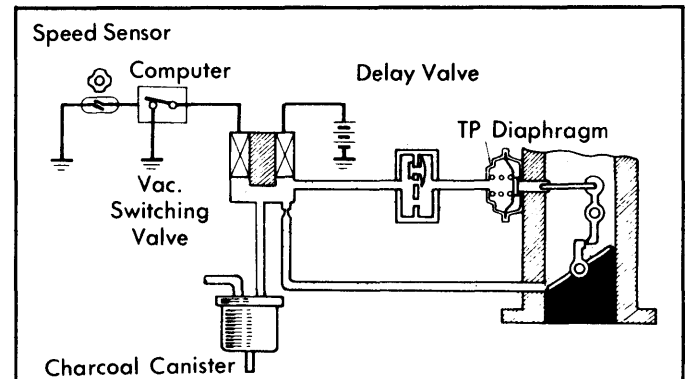 Speed Sensor
Computer
Delay Valve
TP Diaphragm
Vac.
Switching
Valve
Charcoal Canister